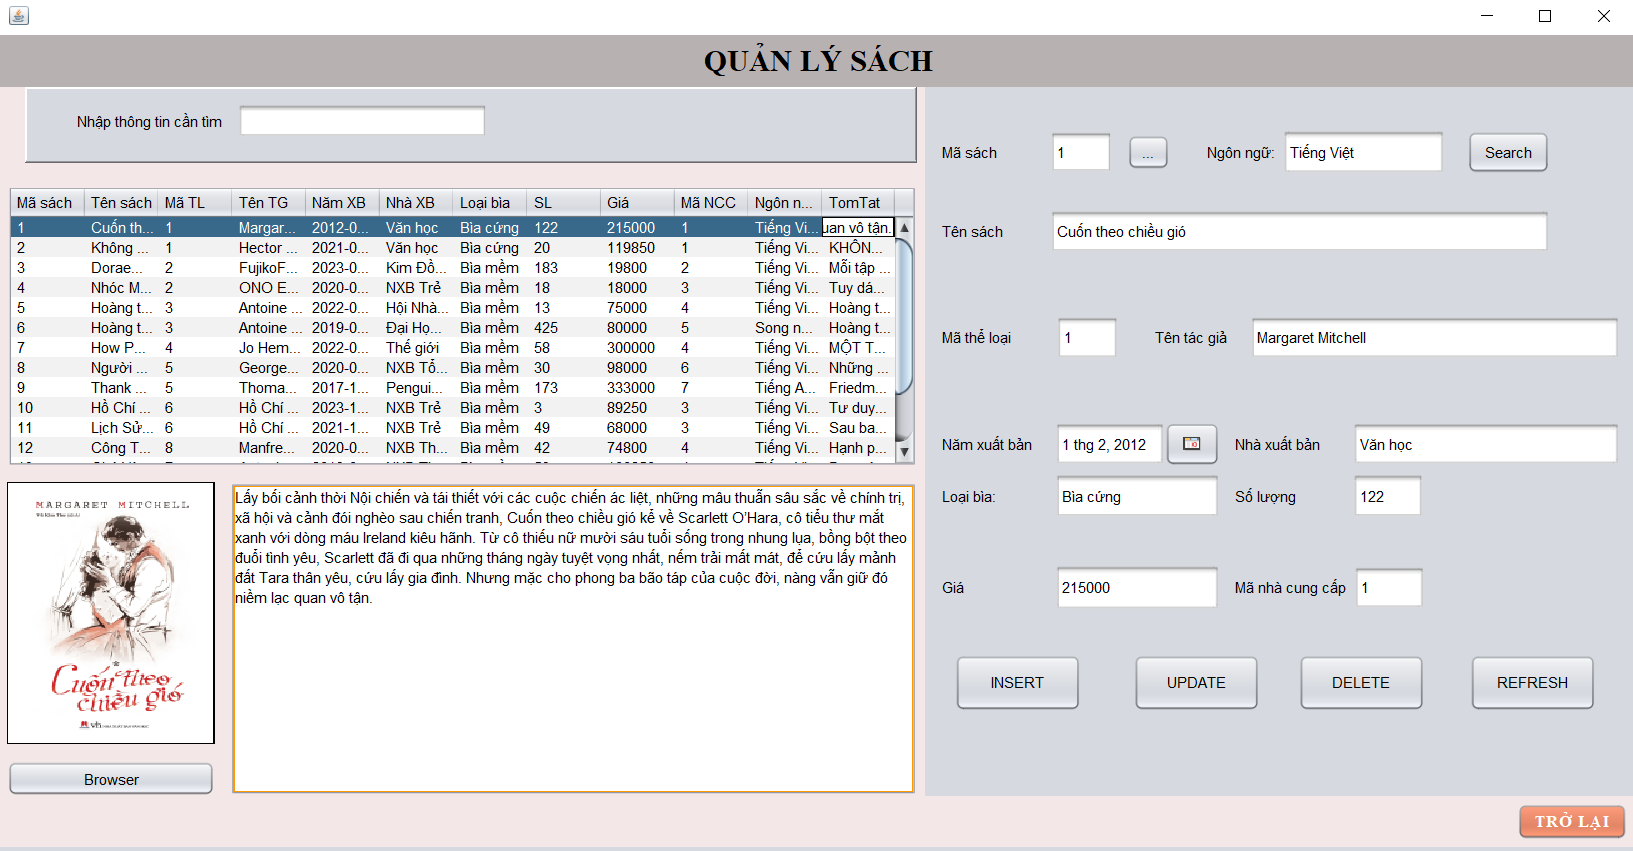 QUẢN LÝ SÁCH
Nhập thông tin cần tìm
Mã sách Tên sách Mã TL Tên TG Năm XB Nhà XB Loại bìa SL Giá Mã NCC Ngôn n... TomTat
1 Cuốn th... 1 Margar... 2012-0... Văn học Bìa cứng 122 215000 1 Tiếng Vi... uan vô tận.
2 Không ... 1 Hector ... 2021-0... Văn học Bìa cứng 20 119850 1 Tiếng Vi... KHÔN...
3 Dorae... 2 FujikoF... 2023-0... Kim Đồ... Bìa mềm 183 19800 2 Tiếng Vi... Mỗi tập ...
4 Nhóc M... 2 ONO E... 2020-0... NXB Trẻ Bìa mềm 18 18000 3 Tiếng Vi... Tuy dá...
5 Hoàng t... 3 Antoine ... 2022-0... Hội Nhà... Bìa mềm 13 75000 4 Tiếng Vi... Hoàng t...
6 Hoàng t... 3 Antoine ... 2019-0... Đại Họ... Bìa mềm 425 80000 5 Song n... Hoàng t...
7 How P... 4 Jo Hem... 2022-0... Thế giới Bìa mềm 58 300000 4 Tiếng Vi... MỘT T...
8 Người ... 5 George... 2020-0... NXB Tổ... Bìa mềm 30 98000 6 Tiếng Vi... Những ...
9 Thank ... 5 Thoma... 2017-1... Pengui... Bìa mềm 173 333000 7 Tiếng A... Friedm...
10 Hồ Chí ... 6 Hồ Chí ... 2023-1... NXB Trẻ Bìa mềm 3 89250 3 Tiếng Vi... Tư duy...
11 Lịch Sử... 6 Hồ Chí ... 2021-1... NXB Trẻ Bìa mềm 49 68000 3 Tiếng Vi... Sau ba...
12 Công T... 8 Manfre... 2020-0... NXB Th... Bìa mềm 42 74800 4 Tiếng Vi... Hạnh p...
MARGARET MITCHELL
Cuốn theo
chiều gió
Browser
Lấy bối cảnh thời Nội chiến và tái thiết với các cuộc chiến ác liệt, những mâu thuẫn sâu sắc về chính trị,
xã hội và cảnh đói nghèo sau chiến tranh, Cuốn theo chiều gió kể về Scarlett O'Hara, cô tiểu thư mắt
xanh với dòng máu Ireland kiêu hãnh. Từ cô thiếu nữ mười sáu tuổi sống trong nhung lụa, bồng bột theo
đuổi tình yêu, Scarlett đã đi qua những tháng ngày tuyệt vọng nhất, nếm trải mất mát, để cứu lấy mảnh
đất Tara thân yêu, cứu lấy gia đình. Nhưng mặc cho phong ba bão táp của cuộc đời, nàng vẫn giữ đó
niềm lạc quan vô tận.
Mã sách 1 ... Ngôn ngữ: Tiếng Việt Search
Tên sách Cuốn theo chiều gió
Mã thể loại 1 Tên tác giả Margaret Mitchell
Năm xuất bản 1 thg 2, 2012 Nhà xuất bản Văn học
Loại bìa: Bìa cứng Số lượng 122
Giá 215000 Mã nhà cung cấp 1
INSERT UPDATE DELETE REFRESH
TRỞ LẠI